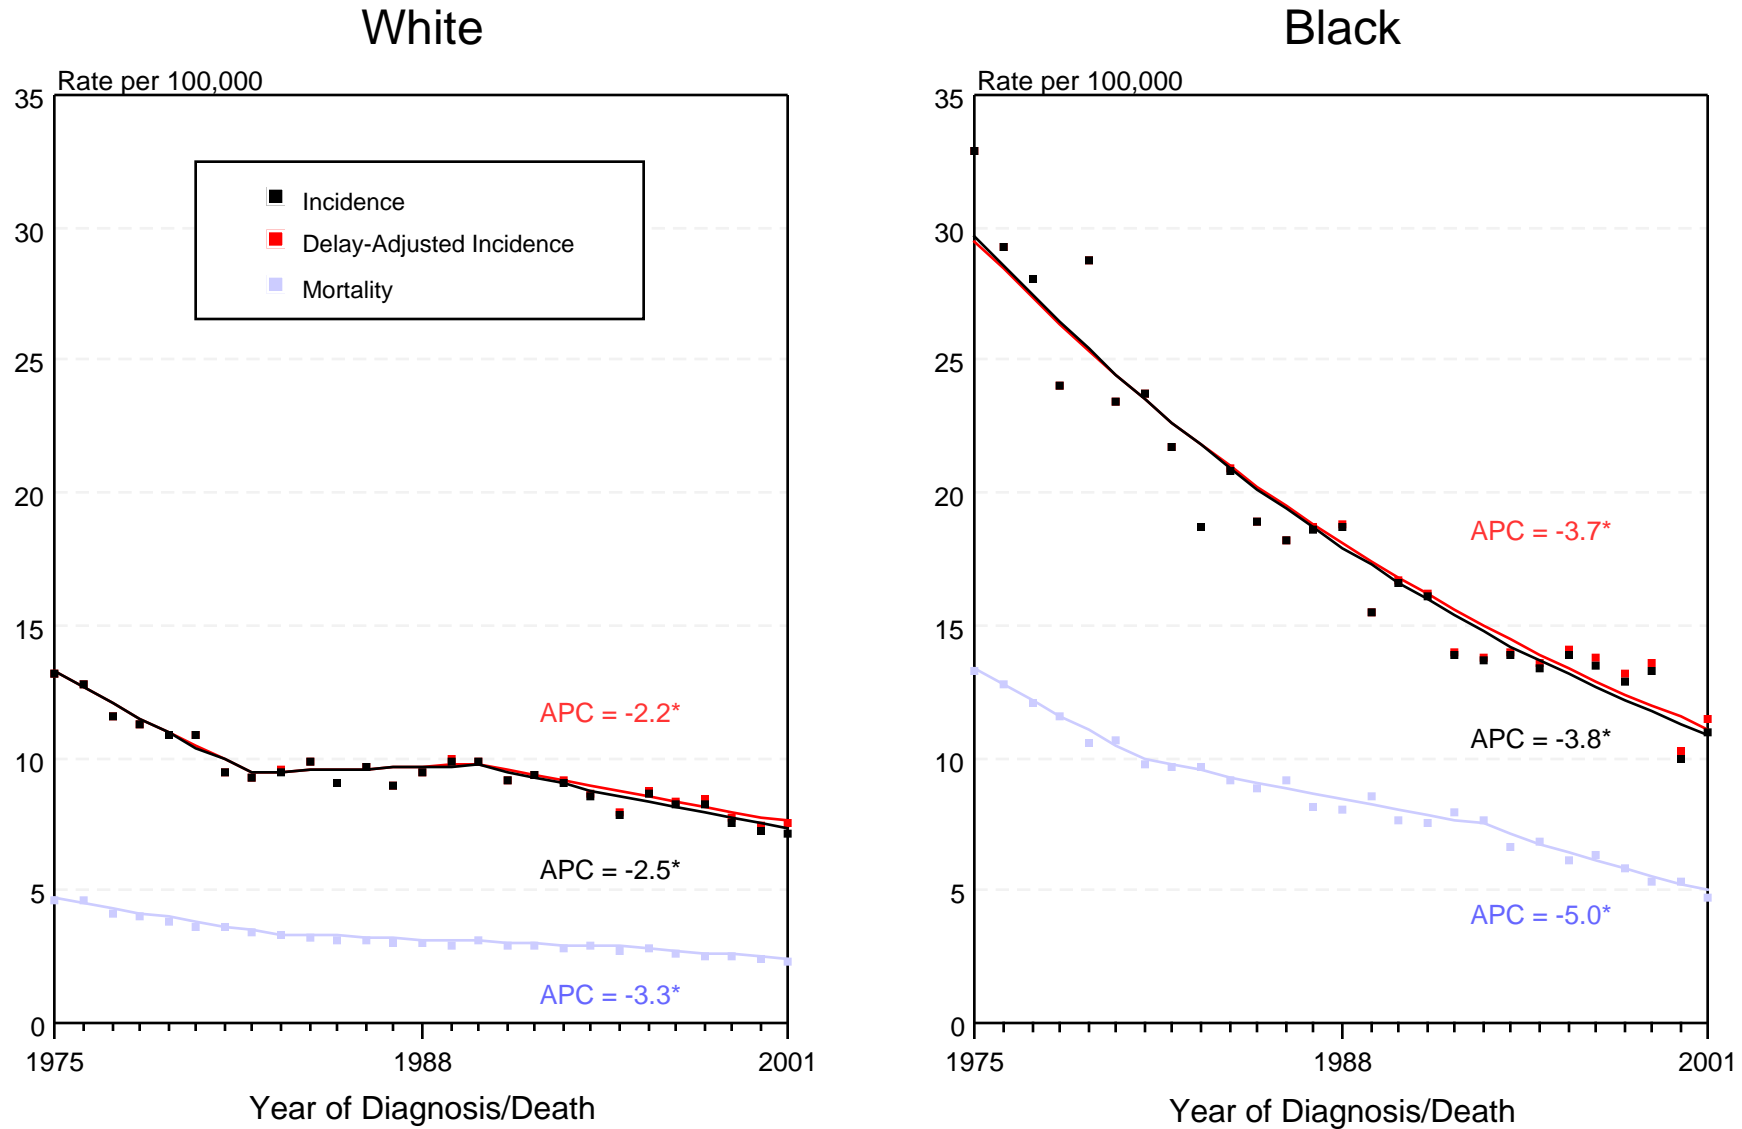 White
Rate per 100,000
35
30
25
20
15
10
5
0
Incidence
Delay-Adjusted Incidence
Mortality
APC = -2.2*
APC = -2.5*
APC = -3.3*
1975
1988
2001
Year of Diagnosis/Death
Black
Rate per 100,000
35
30
25
20
15
10
5
0
APC = -3.7*
APC = -3.8*
APC = -5.0*
1975
1988
2001
Year of Diagnosis/Death